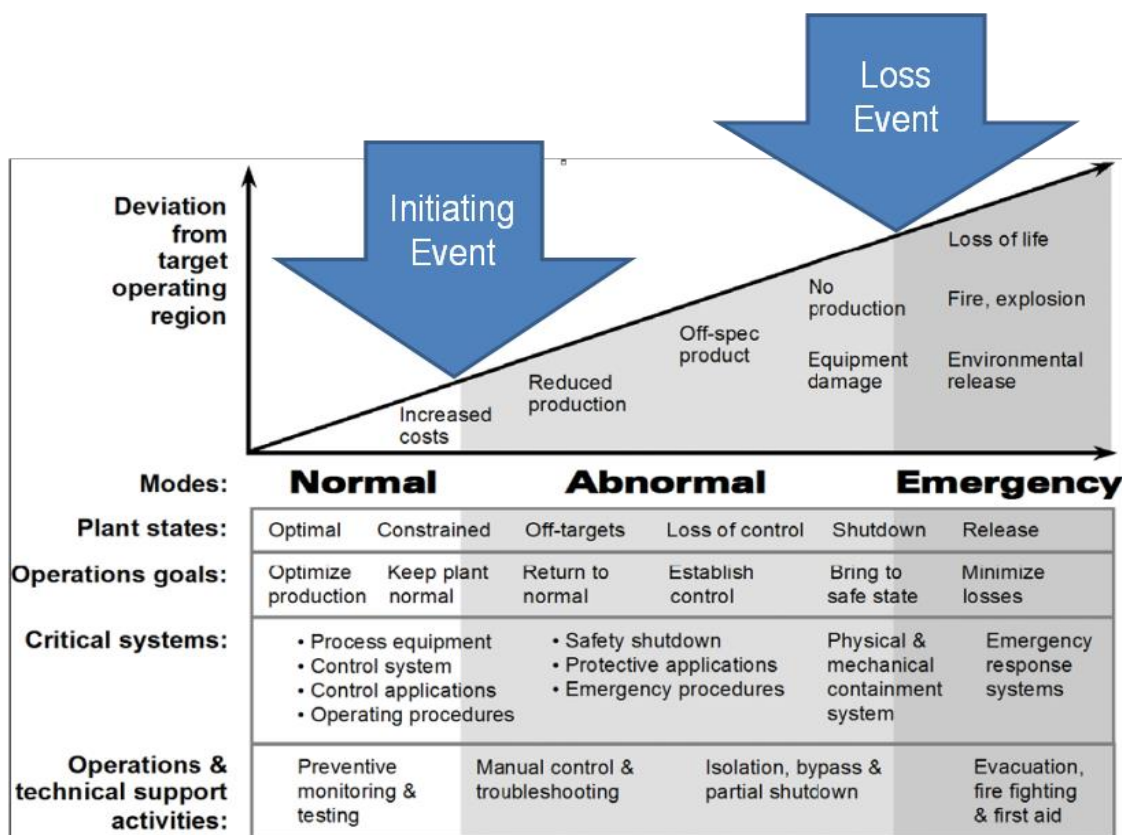 Loss
Event
Initiating
Event
Deviation
from
target
operating
region
Loss of life
No
production
Fire, explosion
Off-spec
product
Equipment
damage
Environmental
release
Reduced
production
Increased
costs
Modes: Normal Abnormal Emergency
Plant states: Optimal Constrained Off-targets Loss of control Shutdown Release
Operations goals: Optimize Keep plant Return to Establish Bring to Minimize
production normal normal control safe state losses
Critical systems:
• Process equipment
• Control system
• Control applications
• Operating procedures
• Safety shutdown
• Protective applications
• Emergency procedures
Physical &
mechanical
containment
system
Emergency
response
systems
Operations &
technical support
activities:
Preventive
monitoring &
testing
Manual control &
troubleshooting
Isolation, bypass &
partial shutdown
Evacuation,
fire fighting
& first aid